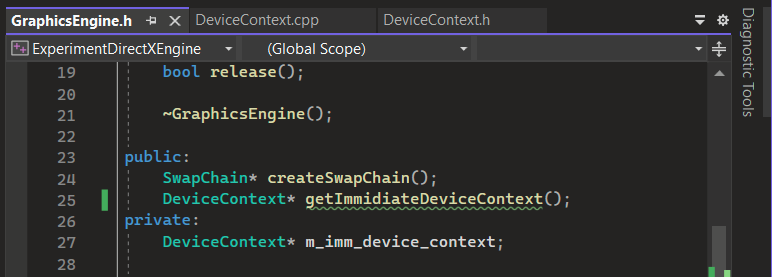 GraphicsEngine.h DeviceContext.cpp DeviceContext.h
ExperimentDirectXEngine (Global Scope)
19 bool release();
20
21 ~GraphicsEngine();
22
23 public:
24 SwapChain* createSwapChain();
25 DeviceContext* getImmidiateDeviceContext();
26 private:
27 DeviceContext* m_imm_device_context;
28
Diagnostic Tools